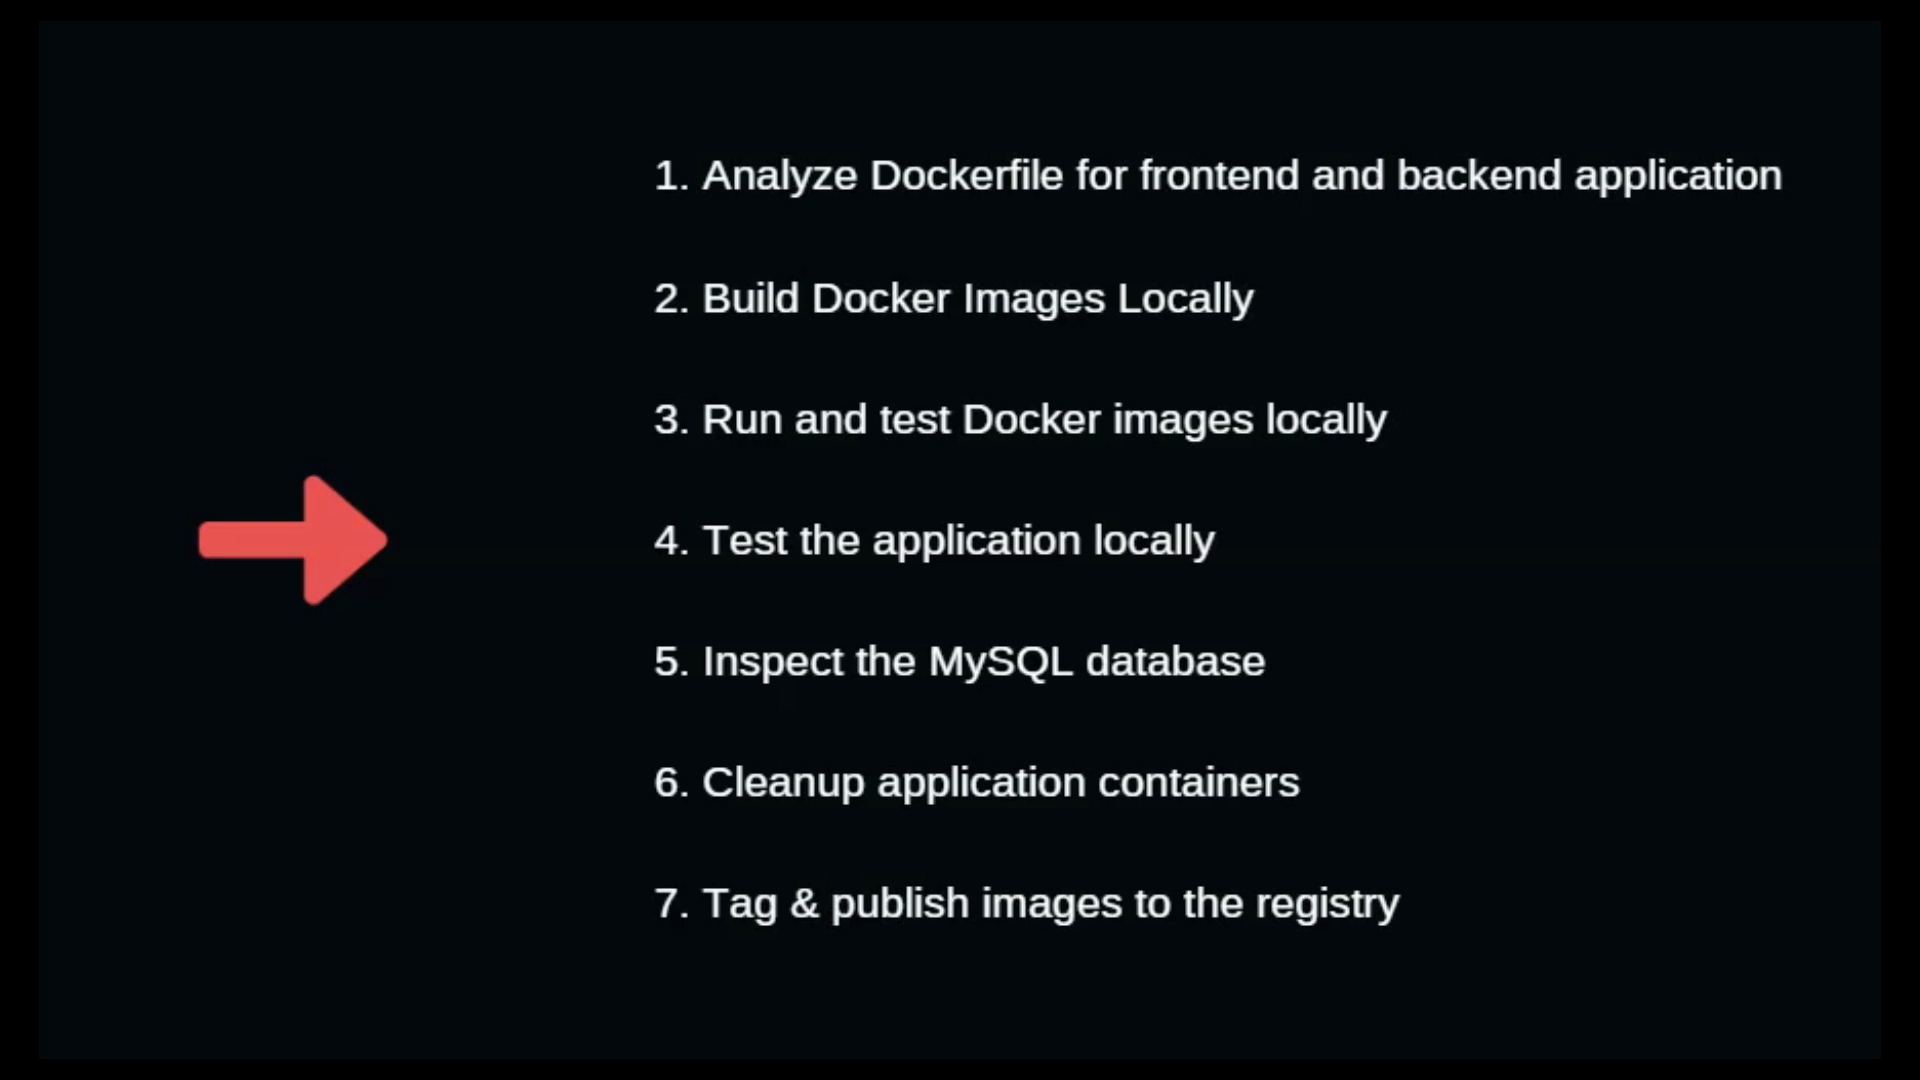 1. Analyze Dockerfile for frontend and backend application
2. Build Docker Images Locally
3. Run and test Docker images locally
4. Test the application locally
5. Inspect the MySQL database
6. Cleanup application containers
7. Tag & publish images to the registry